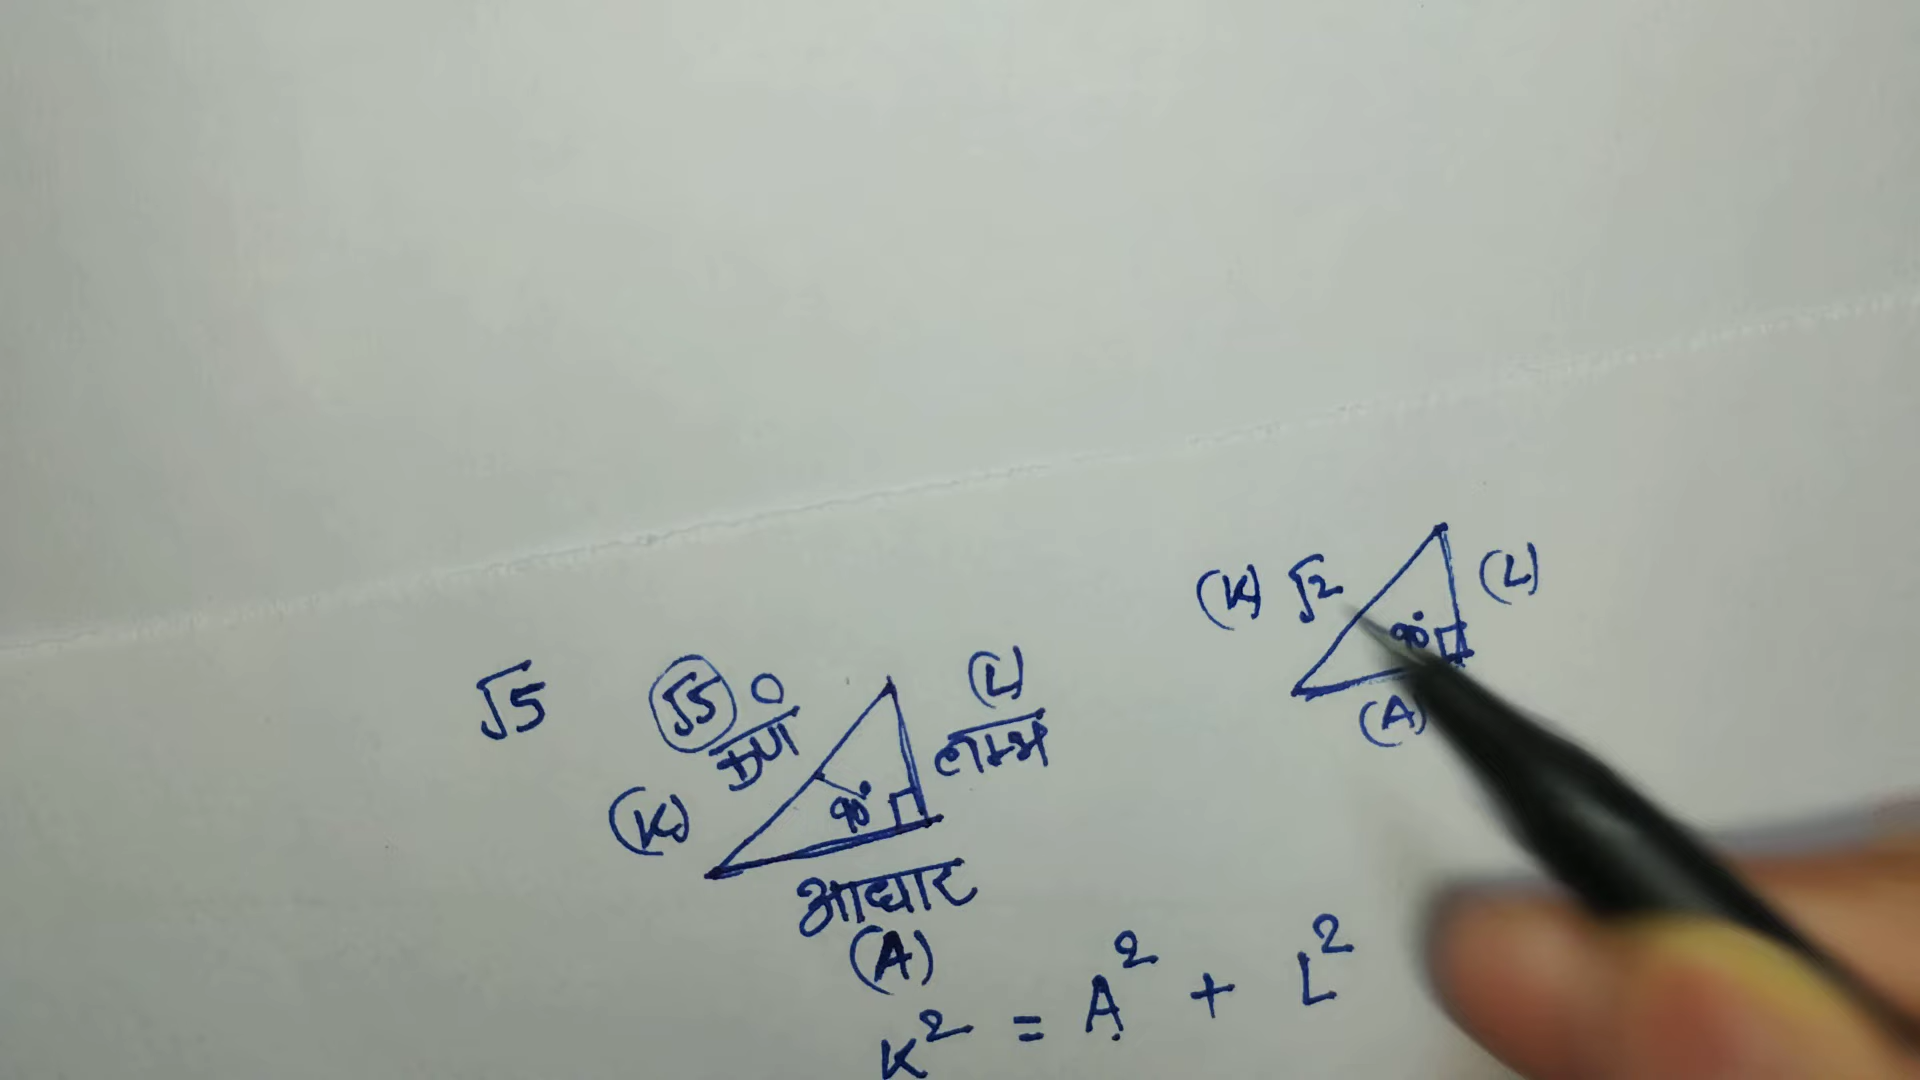 (K) √2 (L)
90°
(A)
√5 √5 (L)
कर्ण लम्भ
(K) 90°
आधार
(A)
K² = A² + L²